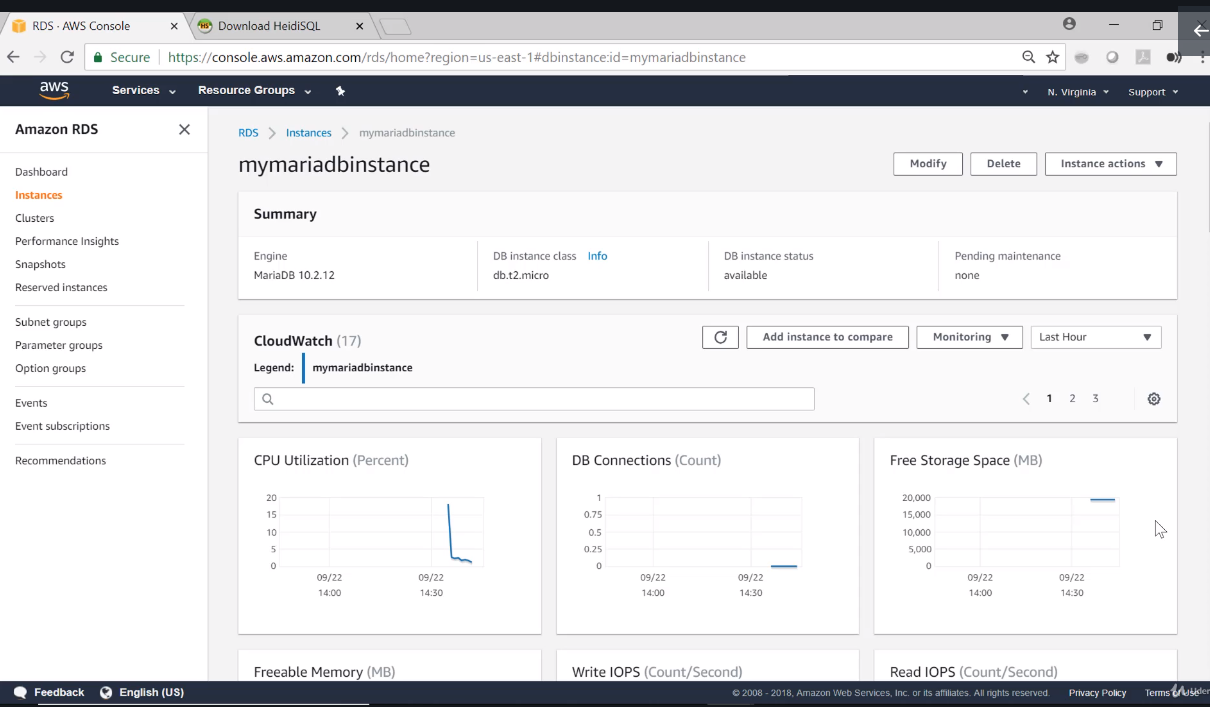 RDS · AWS Console
Download HeidiSQL
Secure https://console.aws.amazon.com/rds/home?region=us-east-1#dbinstance:id=mymariadbinstance
aws Services Resource Groups N. Virginia Support
Amazon RDS
Dashboard
Instances
Clusters
Performance Insights
Snapshots
Reserved instances
Subnet groups
Parameter groups
Option groups
Events
Event subscriptions
Recommendations
RDS Instances mymariadbinstance
mymariadbinstance
Modify Delete Instance actions
Summary
Engine
MariaDB 10.2.12
DB instance class Info
db.t2.micro
DB instance status
available
Pending maintenance
none
CloudWatch (17)
Add instance to compare Monitoring Last Hour
Legend: mymariadbinstance
1 2 3
CPU Utilization (Percent)
20
15
10
5
0
09/22 09/22
14:00 14:30
DB Connections (Count)
1
0.75
0.5
0.25
0
09/22 09/22
14:00 14:30
Free Storage Space (MB)
20,000
15,000
10,000
5,000
0
09/22 09/22
14:00 14:30
Freeable Memory (MB)
Write IOPS (Count/Second)
Read IOPS (Count/Second)
Feedback English (US) © 2008 - 2018, Amazon Web Services, Inc. or its affiliates. All rights reserved. Privacy Policy Terms of Use